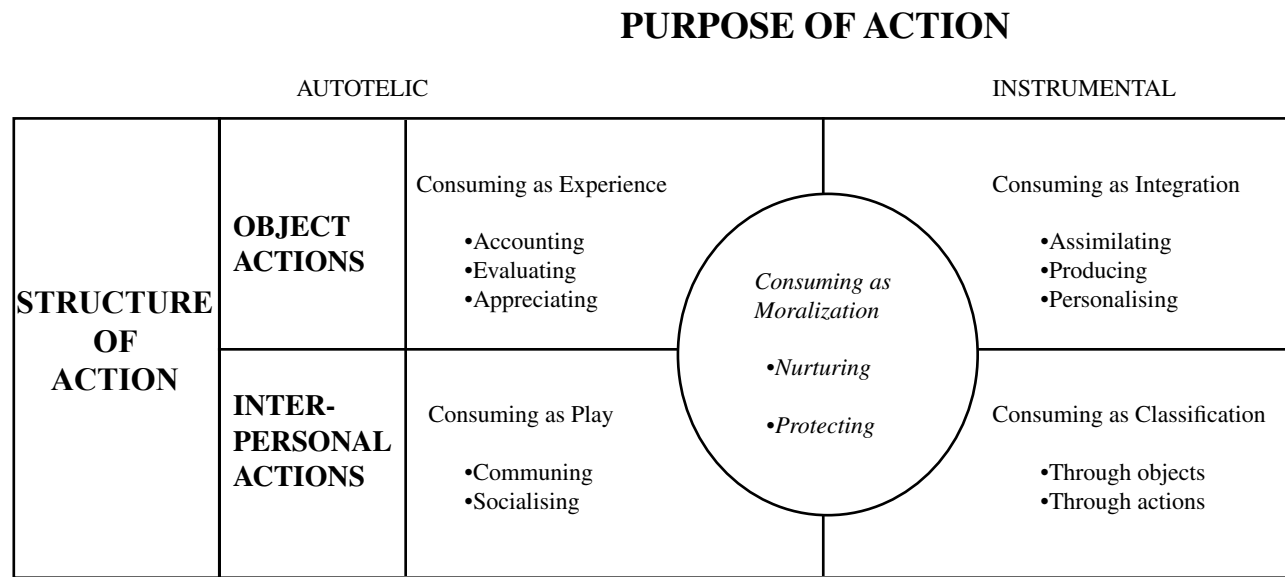 PURPOSE OF ACTION
AUTOTELIC
INSTRUMENTAL
STRUCTURE
OF
ACTION
OBJECT
ACTIONS
Consuming as Experience
•Accounting
•Evaluating
•Appreciating
Consuming as Integration
•Assimilating
•Producing
•Personalising
Consuming as
Moralization
•Nurturing
•Protecting
INTER-
PERSONAL
ACTIONS
Consuming as Play
•Communing
•Socialising
Consuming as Classification
•Through objects
•Through actions